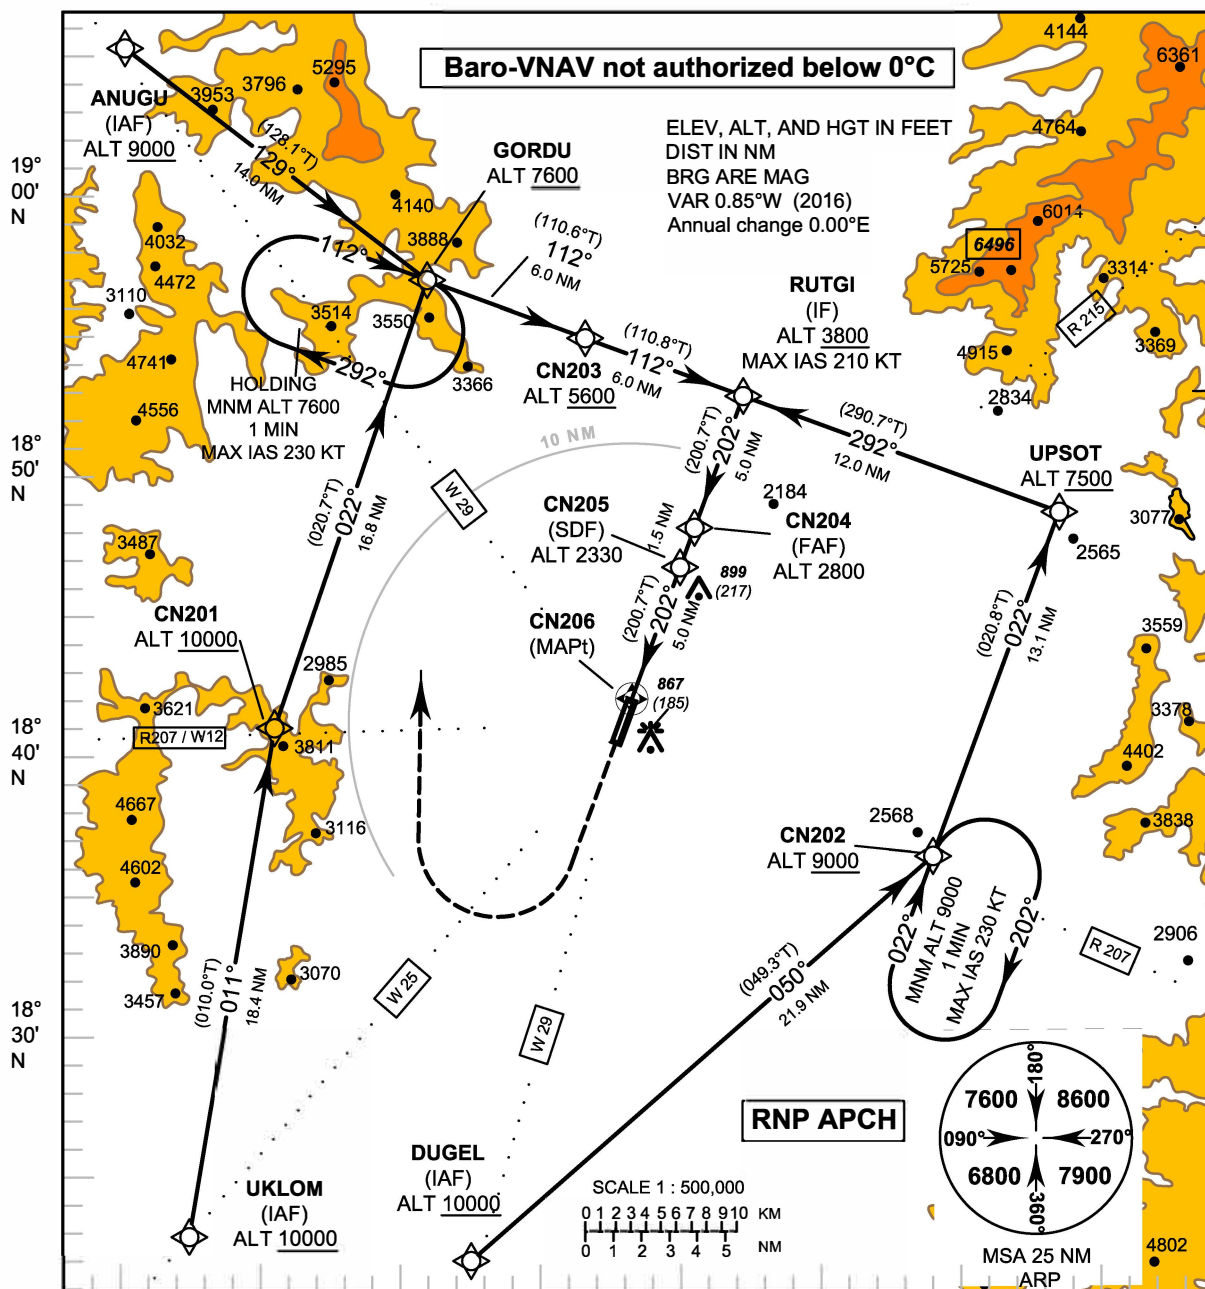 Baro-VNAV not authorized below 0°C
ELEV, ALT, AND HGT IN FEET
DIST IN NM
BRG ARE MAG
VAR 0.85°W (2016)
Annual change 0.00°E
ANUGU
(IAF)
ALT 9000
3953
3796
5295
4144
6361
4764
6014
6496
5725
3314
R 215
3369
4915
2834
19°
00'
N
(128.1°T)
129°
14.0 NM
GORDU
ALT 7600
4140
3888
4032
4472
3110
4741
4556
112°
3514
3550
292°
3366
HOLDING
MNM ALT 7600
1 MIN
MAX IAS 230 KT
(110.6°T)
112°
6.0 NM
CN203
ALT 5600
(110.8°T)
112°
6.0 NM
RUTGI
(IF)
ALT 3800
MAX IAS 210 KT
(290.7°T)
292°
12.0 NM
UPSOT
ALT 7500
18°
50'
N
10 NM
W 29
(020.7°T)
022°
16.8 NM
(200.7°T)
202°
5.0 NM
2184
CN205
(SDF)
ALT 2330
1.5 NM
CN204
(FAF)
ALT 2800
3077
2565
3487
899
(217)
(200.7°T)
202°
5.0 NM
CN206
(MAPt)
CN201
ALT 10000
2985
3621
R207 / W12
3811
867
(185)
(020.8°T)
022°
13.1 NM
3559
3378
4402
3838
18°
40'
N
4667
3116
4602
2568
CN202
ALT 9000
3890
3457
3070
(010.0°T)
011°
18.4 NM
W 25
W 29
(049.3°T)
050°
21.9 NM
022°
MNM ALT 9000
1 MIN
MAX IAS 230 KT
202°
R 207
2906
18°
30'
N
RNP APCH
180°
7600
8600
090°
270°
6800
7900
360°
MSA 25 NM
ARP
4802
UKLOM
(IAF)
ALT 10000
DUGEL
(IAF)
ALT 10000
SCALE 1 : 500,000
0 1 2 3 4 5 6 7 8 9 10 KM
0 1 2 3 4 5 NM